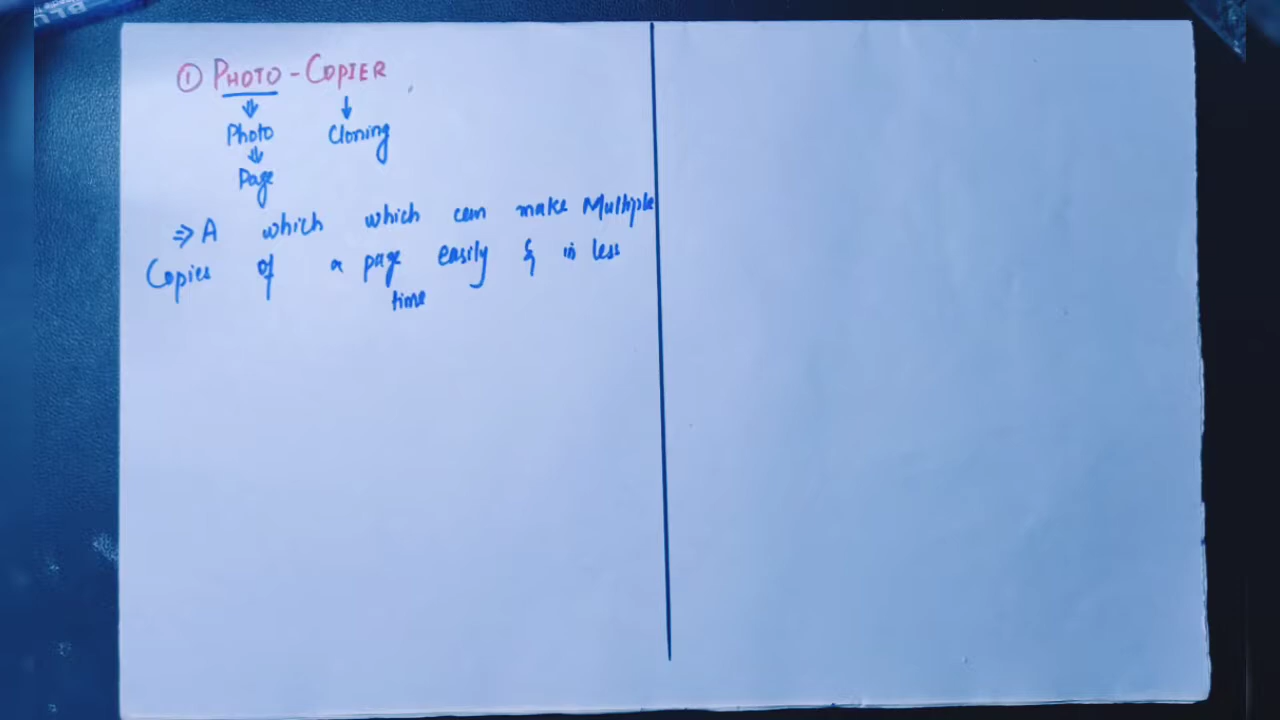 ① PHOTO-COPIER
⇓ ↓
Photo Cloning
⇓
Page
⇒ A which which can make Multiple
Copies of a page easily & in less
time